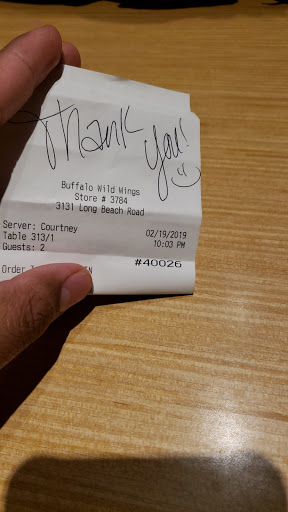 Thank you!
Buffalo Wild Wings
Store # 3784
3131 Long Beach Road
Server: Courtney 02/19/2019
Table 313/1 10:03 PM
Guests: 2
#40026
Order